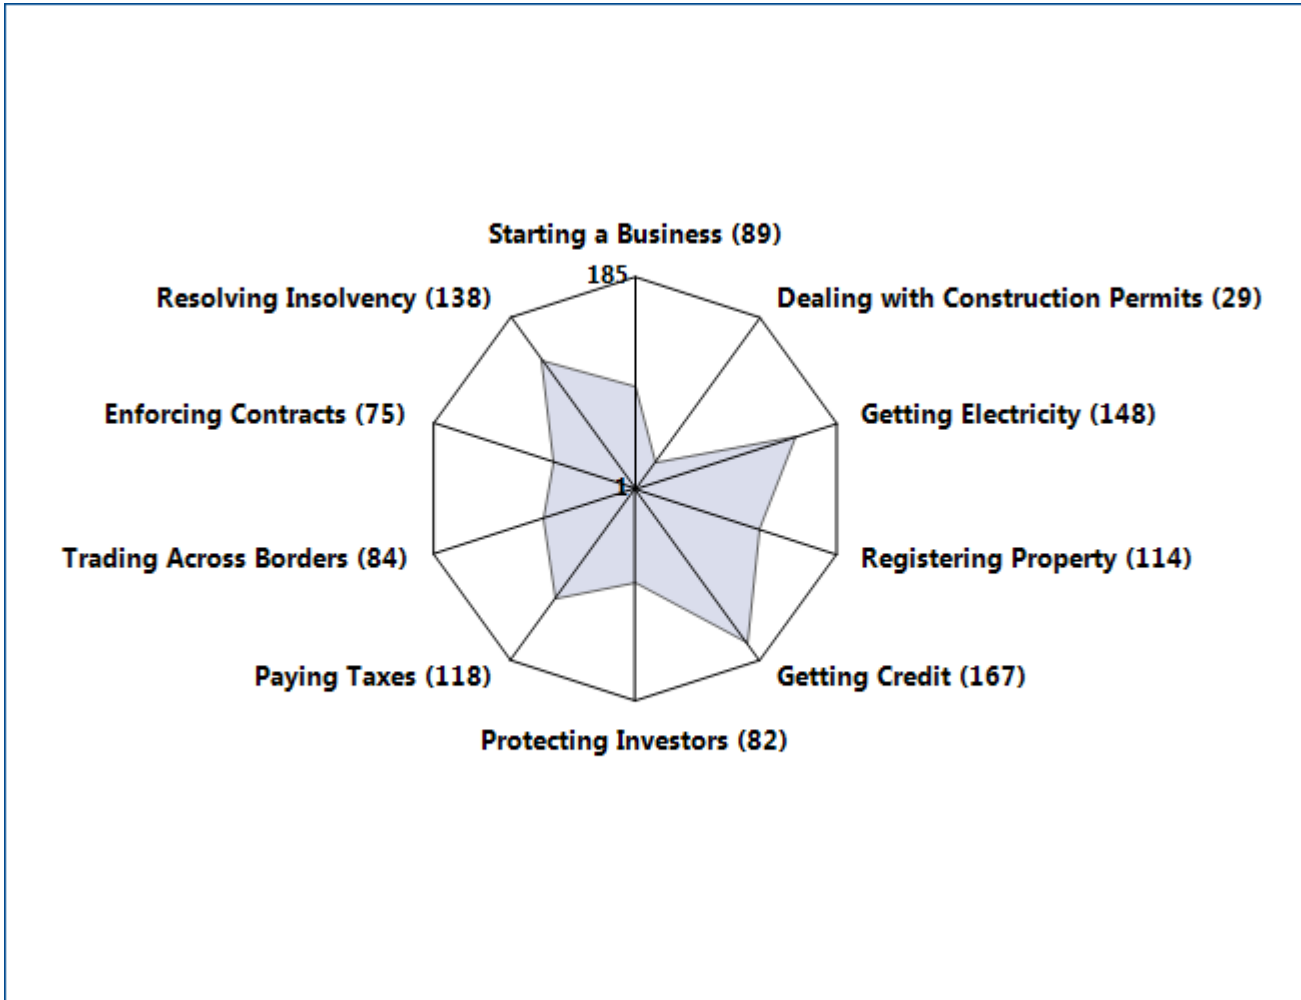 Starting a Business (89)
185
Resolving Insolvency (138)
Dealing with Construction Permits (29)
Enforcing Contracts (75)
Getting Electricity (148)
1
Trading Across Borders (84)
Registering Property (114)
Paying Taxes (118)
Getting Credit (167)
Protecting Investors (82)